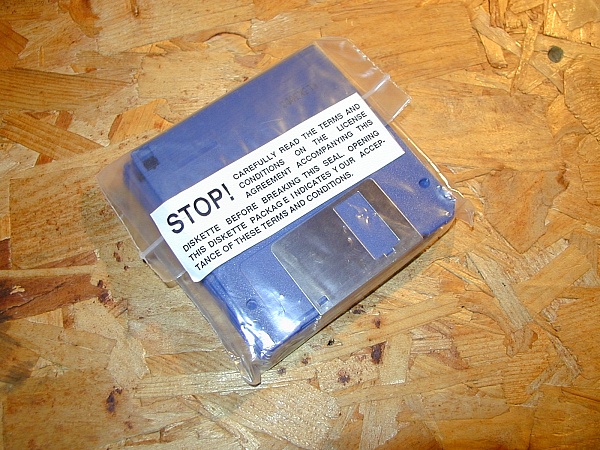 STOP! CAREFULLY READ THE TERMS AND
CONDITIONS ON THE LICENSE
AGREEMENT ACCOMPANYING THIS
DISKETTE BEFORE BREAKING THIS SEAL. OPENING
THIS DISKETTE PACKAGE INDICATES YOUR ACCEP-
TANCE OF THESE TERMS AND CONDITIONS.